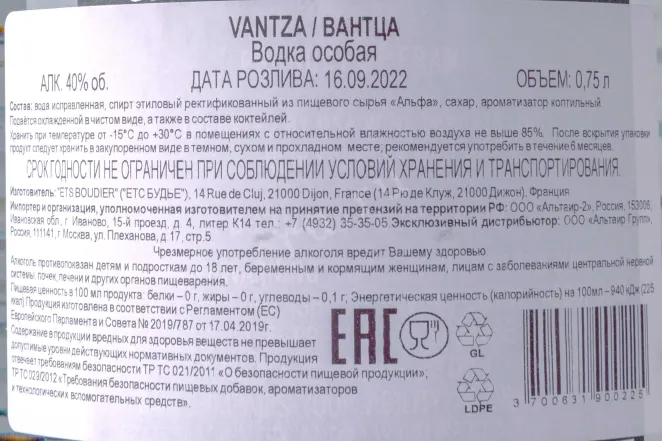 VANTZA / ВАНТЦА
Водка особая
АЛК. 40% об. ДАТА РОЗЛИВА: 16.09.2022 ОБЪЕМ: 0,75 л
Состав: вода исправленная, спирт этиловый ректификованный из пищевого сырья «Альфа», сахар, ароматизатор коптильный.
Подается охлажденной в чистом виде, а также в составе коктейлей.
Хранить при температуре от -15°С до +30°С в помещениях с относительной влажностью воздуха не выше 85%. После вскрытия упаковки
продукт следует хранить в закупоренном виде в темном, сухом и прохладном месте, рекомендуется употребить в течение 6 месяцев.
СРОК ГОДНОСТИ НЕ ОГРАНИЧЕН ПРИ СОБЛЮДЕНИИ УСЛОВИЙ ХРАНЕНИЯ И ТРАНСПОРТИРОВАНИЯ.
Изготовитель: "ETS BOUDIER" ("ЕТС БУДЬЕ"), 14 Rue de Cluj, 21000 Dijon, France (14 Рю де Клуж, 21000 Дижон), Франция
Импортер и организация, уполномоченная изготовителем на принятие претензий на территории РФ: ООО «Альтаир-2», Россия, 153006,
Ивановская обл., г. Иваново, 15-й проезд, д. 4, литер К14 тел.: +7 (4932) 35-35-05. Эксклюзивный дистрибьютор: ООО «Альтаир Групп»,
Россия, 111141, г Москва, ул. Плеханова, д. 17, стр.5
Чрезмерное употребление алкоголя вредит Вашему здоровью
Алкоголь противопоказан детям и подросткам до 18 лет, беременным и кормящим женщинам, лицам с заболеваниями центральной нервной
системы, почек, печени и других органов пищеварения.
Пищевая ценность в 100 мл продукта: белки – 0 г, жиры – 0 г, углеводы – 0,1 г; Энергетическая ценность (калорийность) на 100мл – 940 кДж (225
ккал) Продукция изготовлена в соответствии с Регламентом (ЕС)
Европейского Парламента и Совета № 2019/787 от 17.04.2019г.
Содержание в продукции вредных для здоровья веществ не превышает
допустимые уровни действующих нормативных документов. Продукция
отвечает требованиям безопасности ТР ТС 021/2011 «О безопасности пищевой продукции»;
ТР ТС 029/2012 «Требования безопасности пищевых добавок, ароматизаторов
и технологических вспомогательных средств».
EAC
GL
LDPE
3 700631 900225